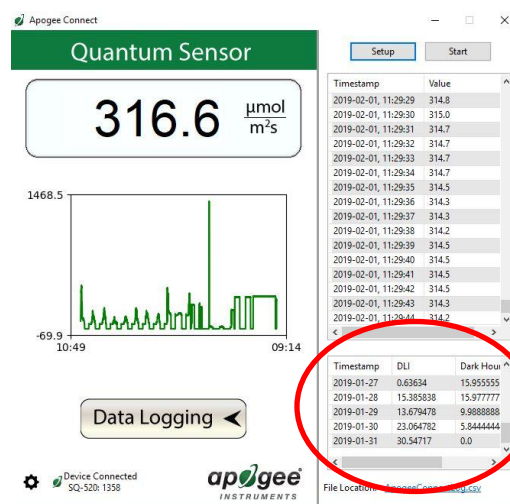 Apogee Connect
Quantum Sensor
316.6 µmol
m²s
1468.5
-69.9
10:49 09:14
Data Logging
Device Connected
SQ-520: 1358
apogee
INSTRUMENTS
Setup Start
Timestamp Value
2019-02-01, 11:29:29 314.8
2019-02-01, 11:29:30 315.0
2019-02-01, 11:29:31 314.7
2019-02-01, 11:29:32 314.7
2019-02-01, 11:29:33 314.7
2019-02-01, 11:29:34 314.7
2019-02-01, 11:29:35 314.5
2019-02-01, 11:29:36 314.3
2019-02-01, 11:29:37 314.3
2019-02-01, 11:29:38 314.2
2019-02-01, 11:29:39 314.5
2019-02-01, 11:29:40 314.5
2019-02-01, 11:29:41 314.5
2019-02-01, 11:29:42 314.5
2019-02-01, 11:29:43 314.3
2019-02-01, 11:29:44 314.2
Timestamp DLI Dark Hour
2019-01-27 0.63634 15.955555
2019-01-28 15.385838 15.977777
2019-01-29 13.679478 9.9888888
2019-01-30 23.064782 5.8444444
2019-01-31 30.54717 0.0
File Location: ApogeeConnectLog.csv